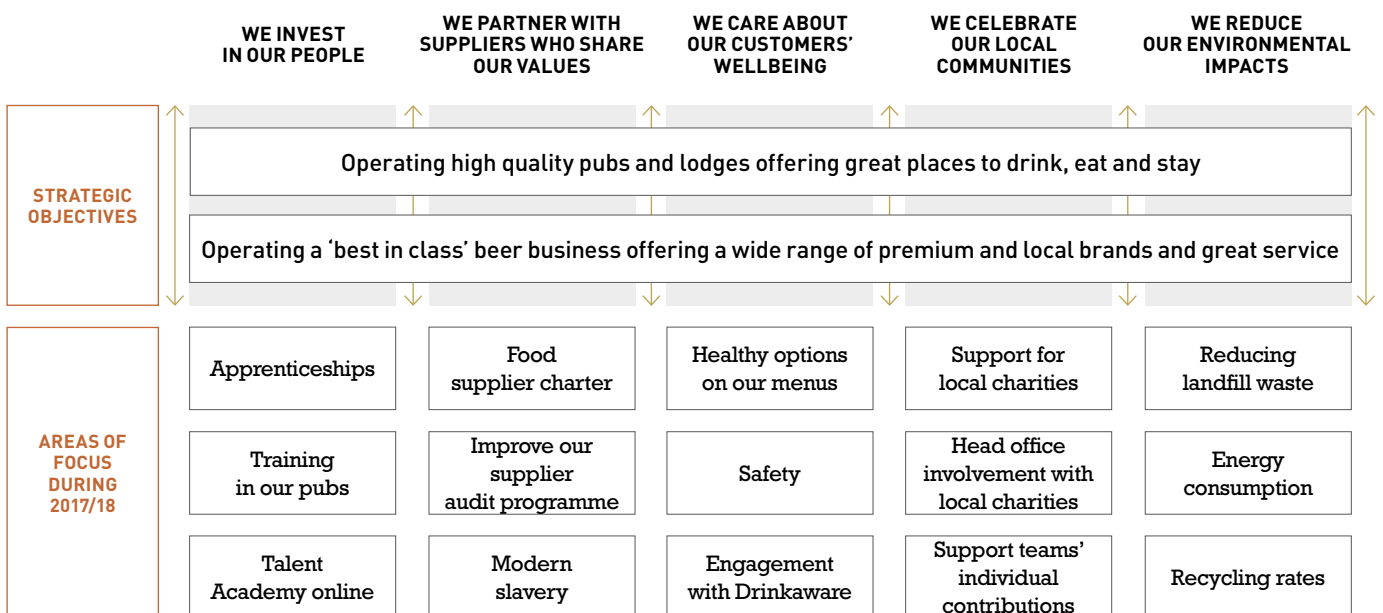 WE INVEST
IN OUR PEOPLE
WE PARTNER WITH
SUPPLIERS WHO SHARE
OUR VALUES
WE CARE ABOUT
OUR CUSTOMERS’
WELLBEING
WE CELEBRATE
OUR LOCAL
COMMUNITIES
WE REDUCE
OUR ENVIRONMENTAL
IMPACTS
STRATEGIC
OBJECTIVES
Operating high quality pubs and lodges offering great places to drink, eat and stay
Operating a ‘best in class’ beer business offering a wide range of premium and local brands and great service
AREAS OF
FOCUS
DURING
2017/18
Apprenticeships
Food
supplier charter
Healthy options
on our menus
Support for
local charities
Reducing
landfill waste
Training
in our pubs
Improve our
supplier
audit programme
Safety
Head office
involvement with
local charities
Energy
consumption
Talent
Academy online
Modern
slavery
Engagement
with Drinkaware
Support teams’
individual
contributions
Recycling rates